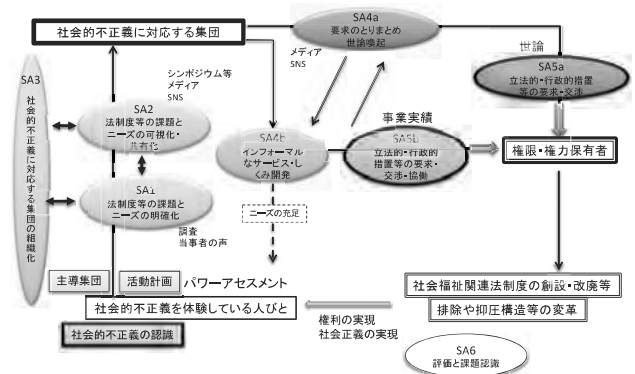 社会的不正義に対応する集団
SA4a
要求のとりまとめ
世論喚起
世論
SA5a
立法的・行政的措置
等の要求・交渉
メディア
SNS
シンポジウム等
メディア
SNS
SA3
社会的不正義に対応する集団の組織化
SA2
法制度等の課題と
ニーズの可視化・
共有化
事業実績
SA4b
インフォーマル
なサービス・し
くみ開発
SA5b
立法的・行政的
措置等の要求・
交渉・協働
権限・権力保有者
SA1
法制度等の課題と
ニーズの明確化
ニーズの充足
調査
当事者の声
主導集団
活動計画
パワーアセスメント
社会的不正義を体験している人びと
社会的不正義の認識
権利の実現
社会正義の実現
社会福祉関連法制度の創設・改廃等
排除や抑圧構造等の変革
SA6
評価と課題認識